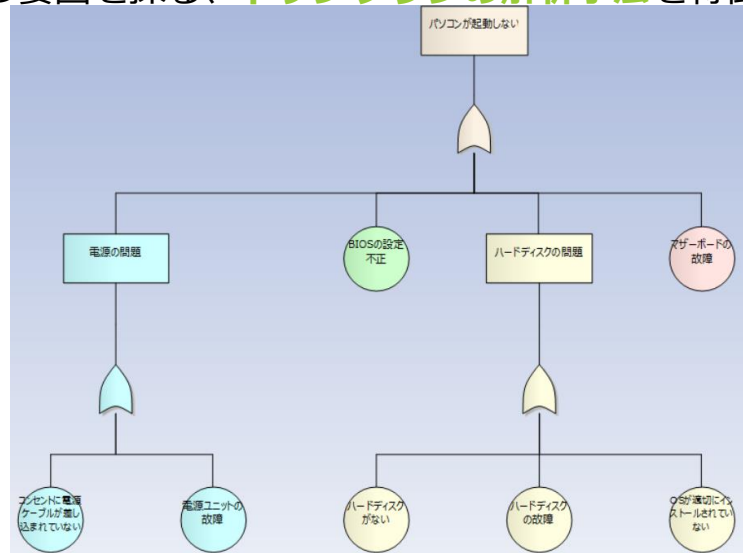 パソコンが起動しない
電源の問題
BIOSの設定
不正
ハードディスクの問題
マザーボードの
故障
コンセントに電源
ケーブルが差し
込まれていない
電源ユニットの
故障
ハードディスク
がない
ハードディスク
の故障
OSが適切にイン
ストールされてい
ない